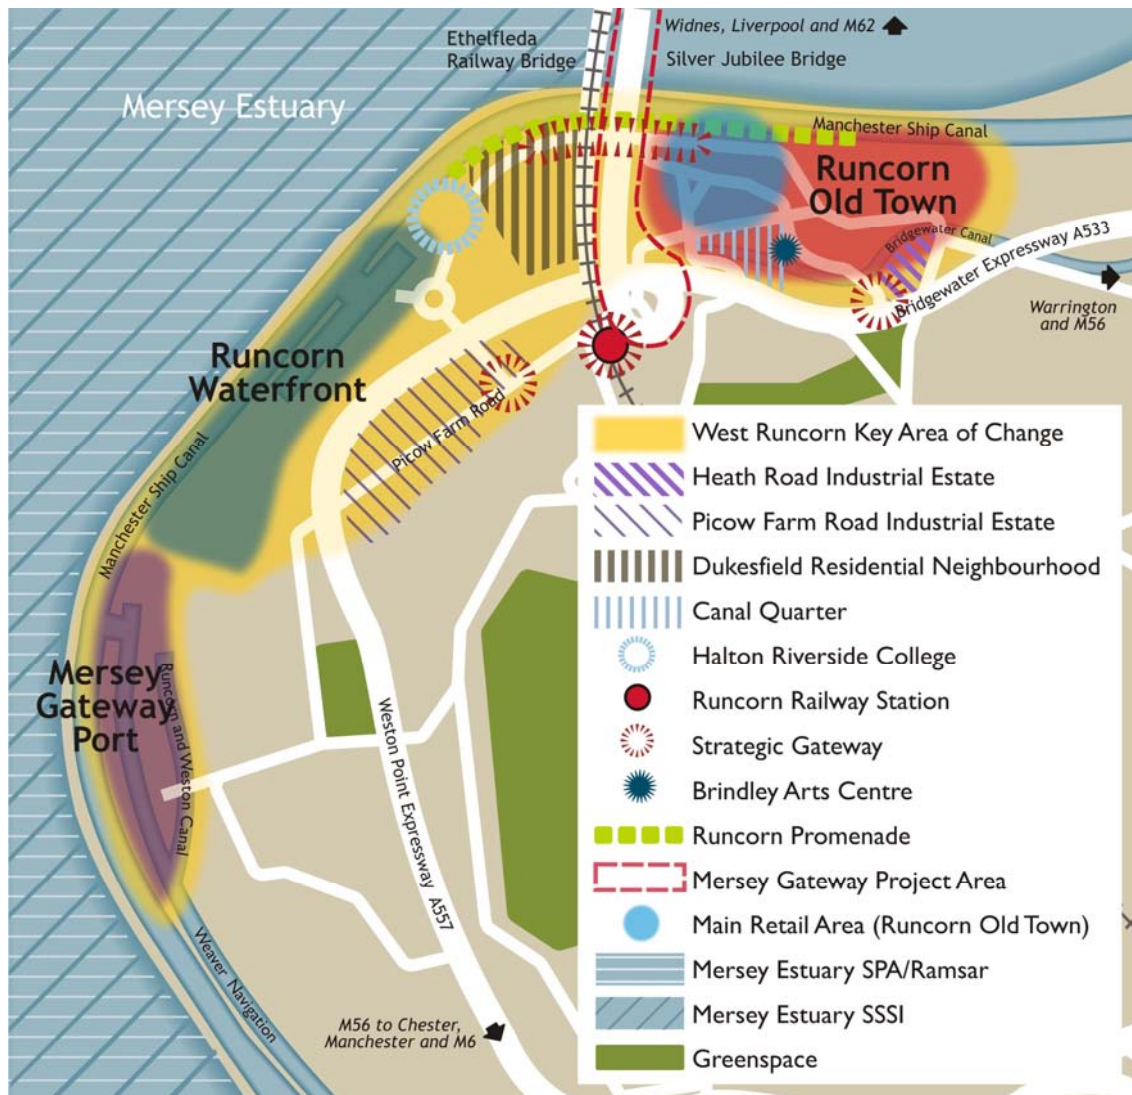 Widnes, Liverpool and M62
Ethelfleda
Railway Bridge
Silver Jubilee Bridge
Mersey Estuary
Manchester Ship Canal
Runcorn
Old Town
Bridgewater Canal
Bridgewater Expressway A533
Warrington
and M56
Runcorn
Waterfront
Picow Farm Road
Manchester Ship Canal
Mersey
Gateway
Port
Runcorn and Weston Canal
Weston Point Expressway A557
Weaver Navigation
M56 to Chester,
Manchester and M6
West Runcorn Key Area of Change
Heath Road Industrial Estate
Picow Farm Road Industrial Estate
Dukesfield Residential Neighbourhood
Canal Quarter
Halton Riverside College
Runcorn Railway Station
Strategic Gateway
Brindley Arts Centre
Runcorn Promenade
Mersey Gateway Project Area
Main Retail Area (Runcorn Old Town)
Mersey Estuary SPA/Ramsar
Mersey Estuary SSSI
Greenspace